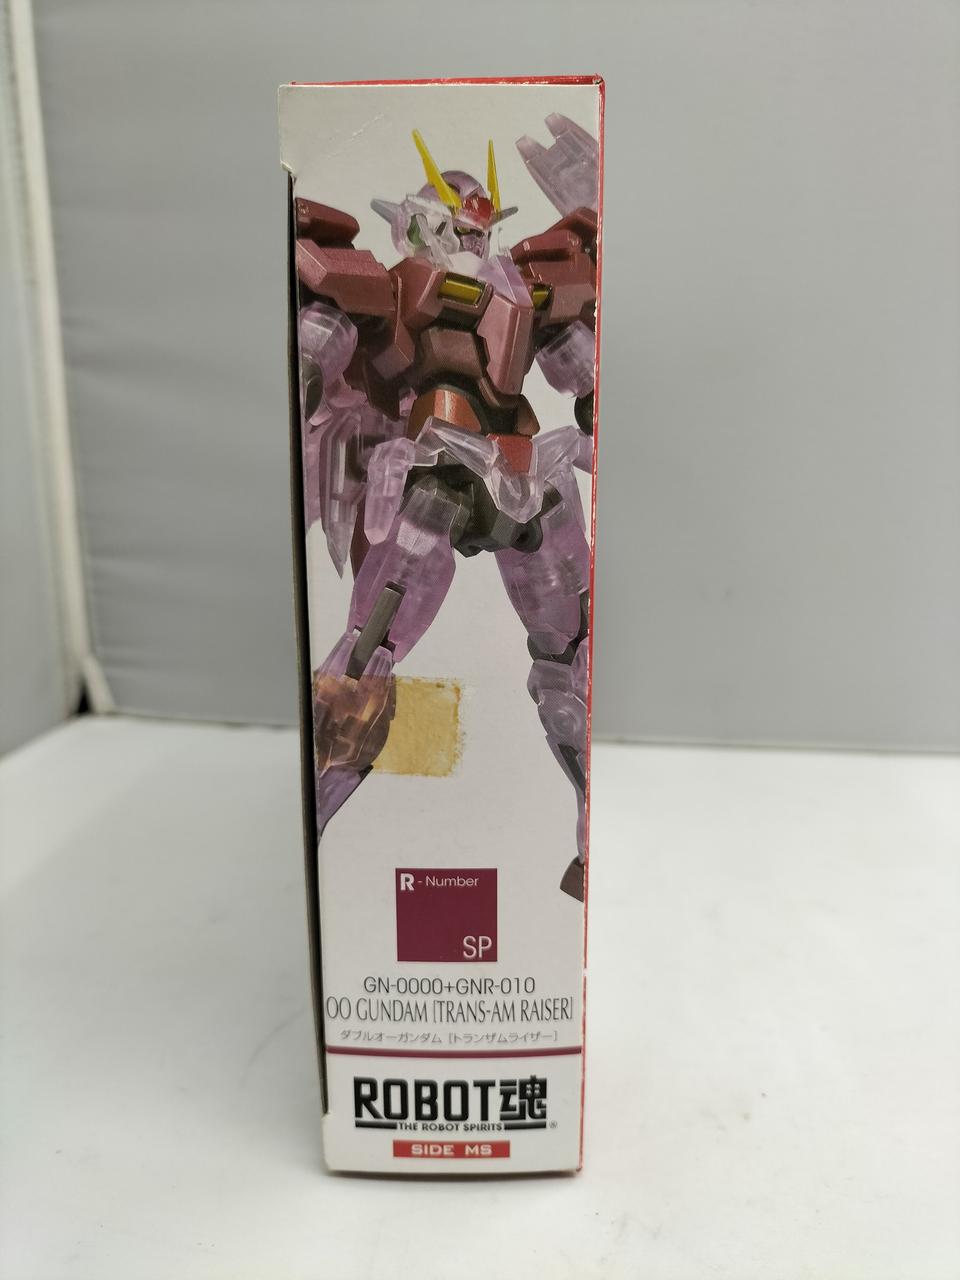 R - Number
SP
GN-0000+GNR-010
OO GUNDAM [TRANS-AM RAISER]
ダブルオーガンダム [トランザムライザー]
ROBOT魂
THE ROBOT SPIRITS
®
SIDE MS